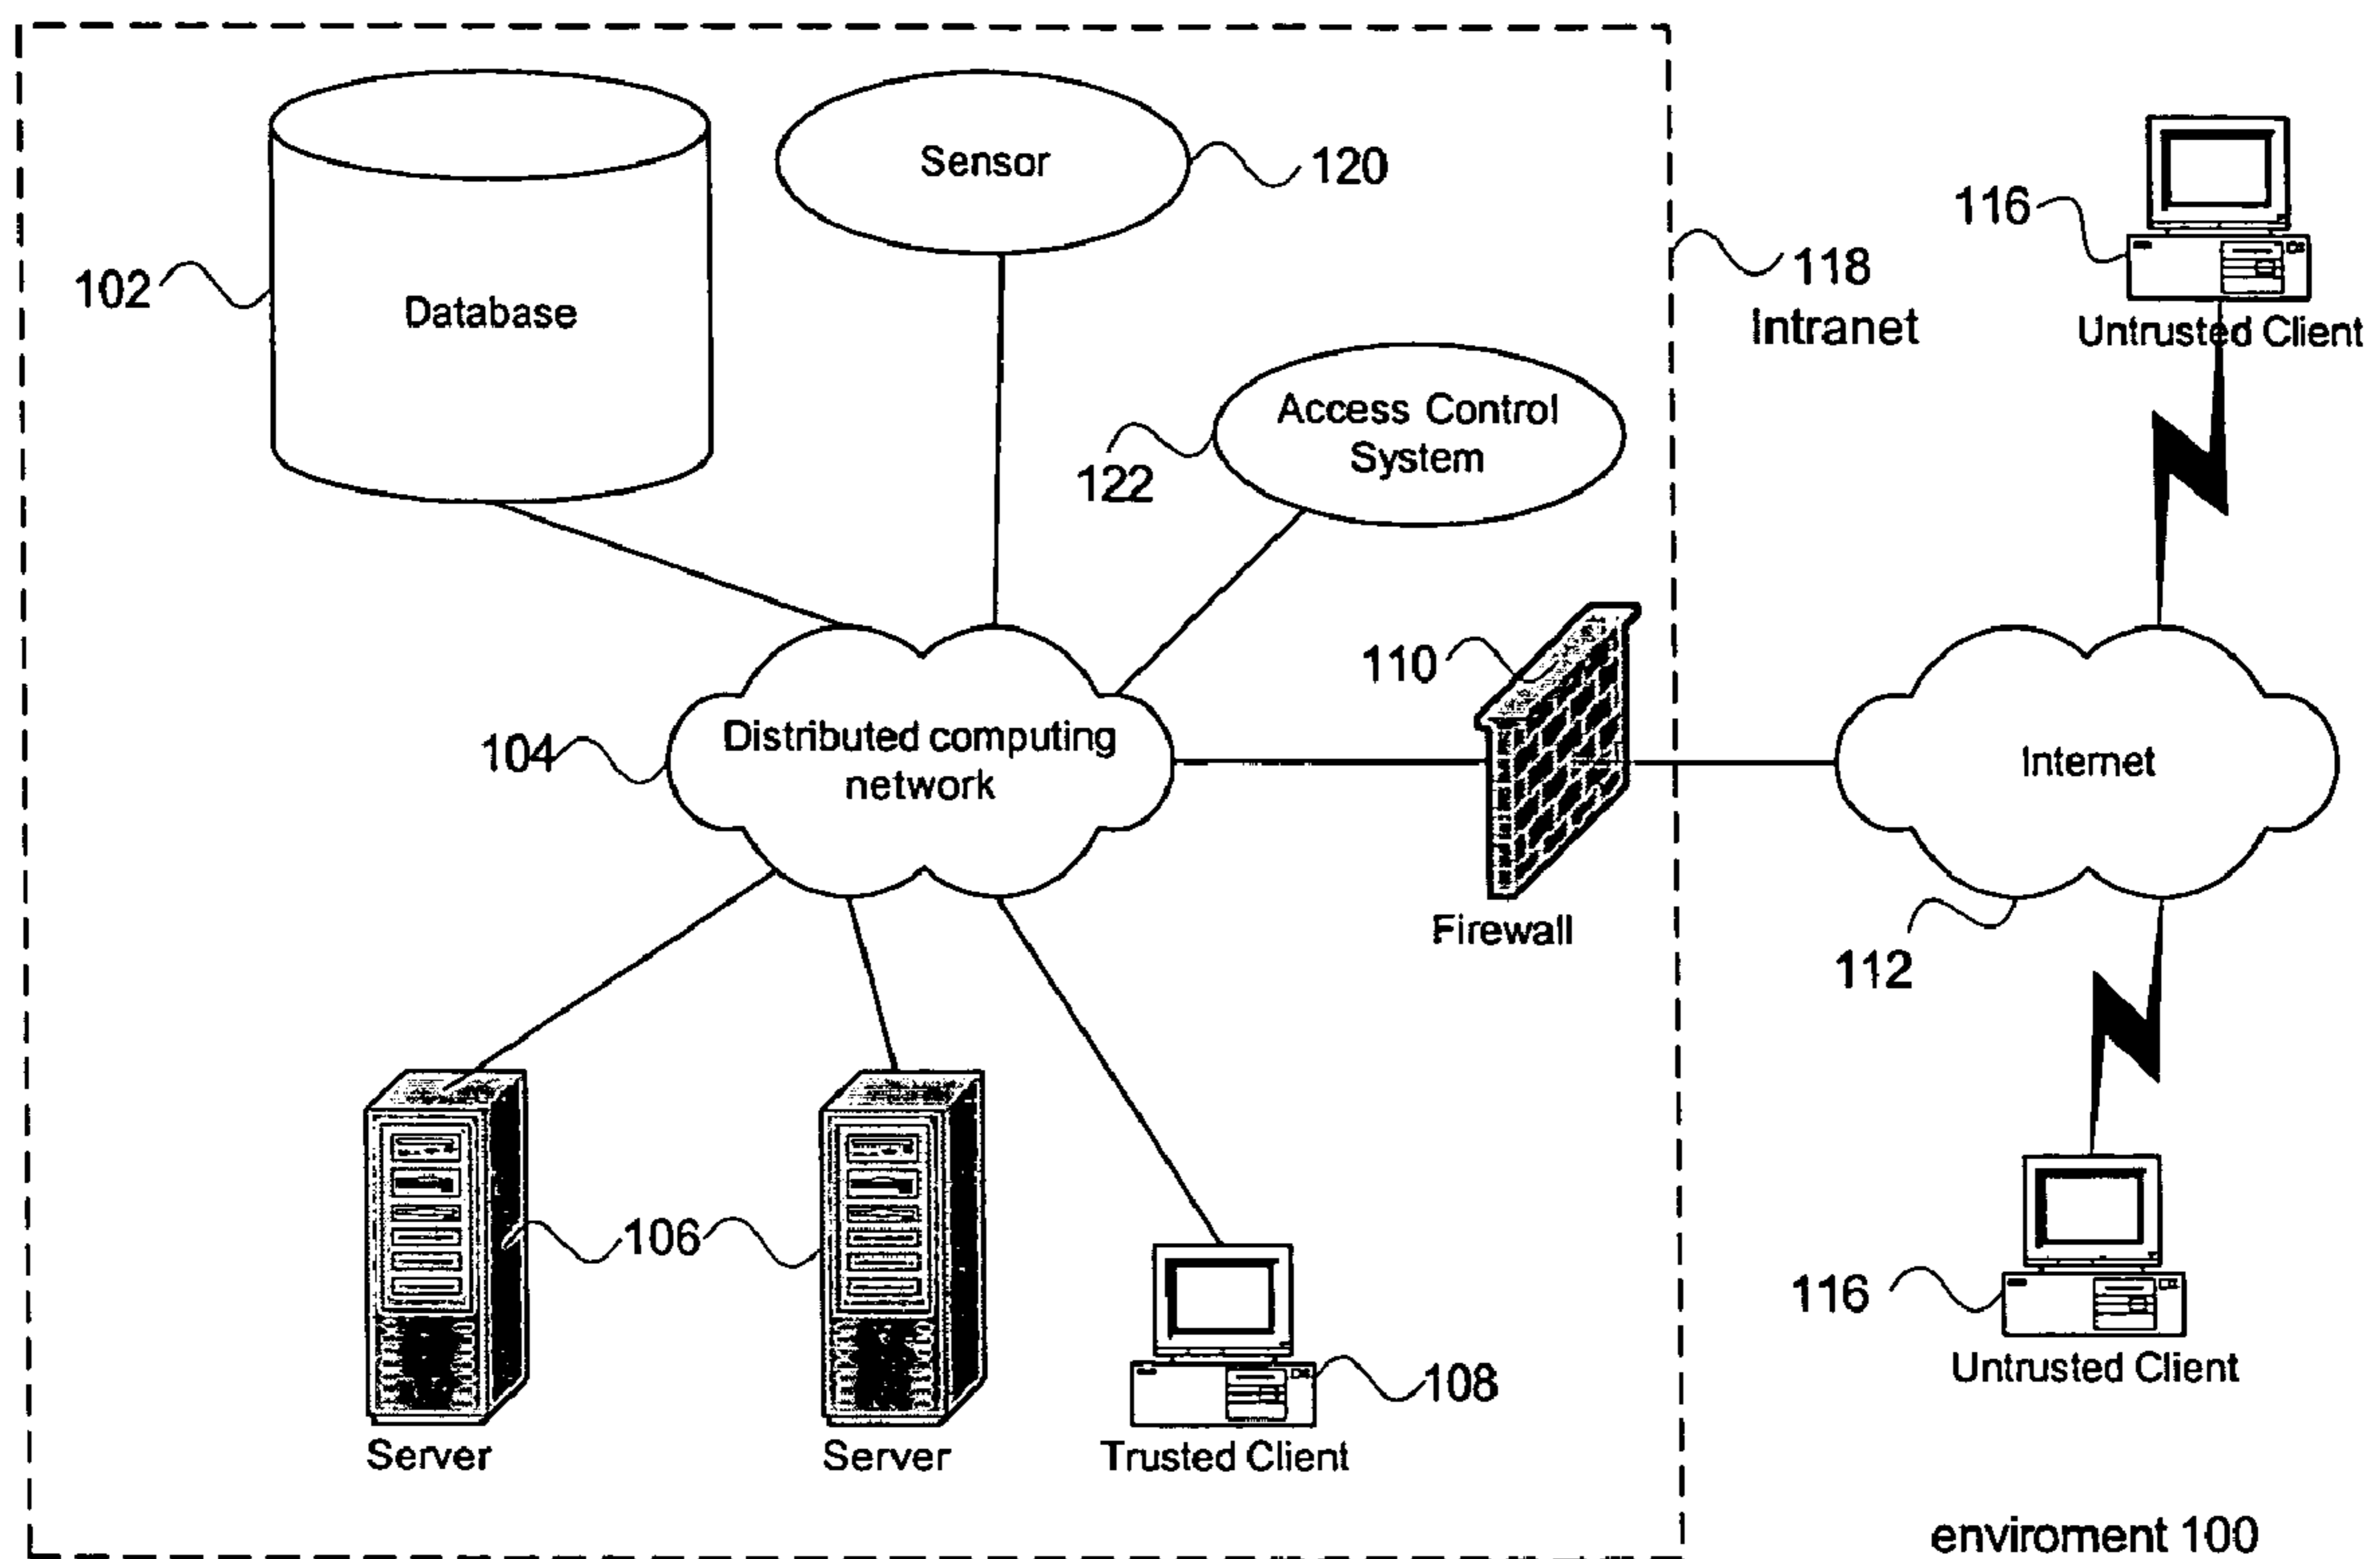 Sensor
120
116
102
Database
118
Intranet
Untrusted Client
Access Control
System
122
110
104
Distributed computing
network
Internet
Firewall
112
106
116
108
Untrusted Client
Server
Server
Trusted Client
enviroment 100